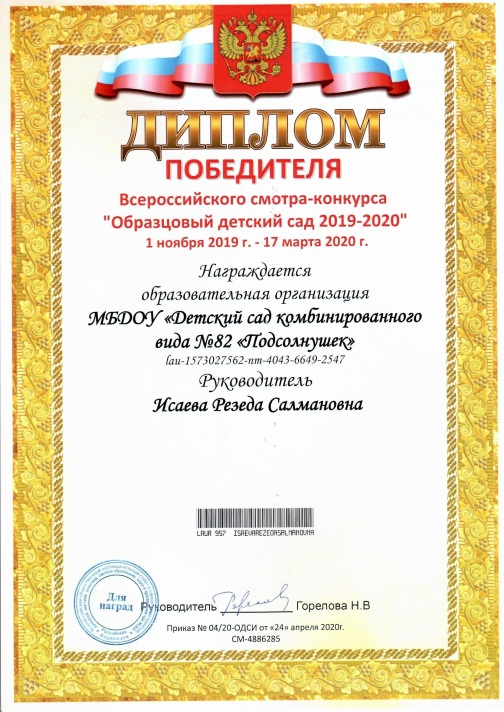 ДИПЛОМ
ПОБЕДИТЕЛЯ
Всероссийского смотра-конкурса
"Образцовый детский сад 2019-2020"
1 ноября 2019 г. - 17 марта 2020 г.
Награждается
образовательная организация
МБДОУ «Детский сад комбинированного
вида №82 «Подсолнушек»
lau-1573027562-nm-4043-6649-2547
Руководитель
Исаева Резеда Салмановна
LAUR 957 ISAEVAREZEDASALMANOVNA
Для
наград
Руководитель Горелова Н.В
Приказ № 04/20-ОДСИ от «24» апреля 2020г.
СМ-4886285